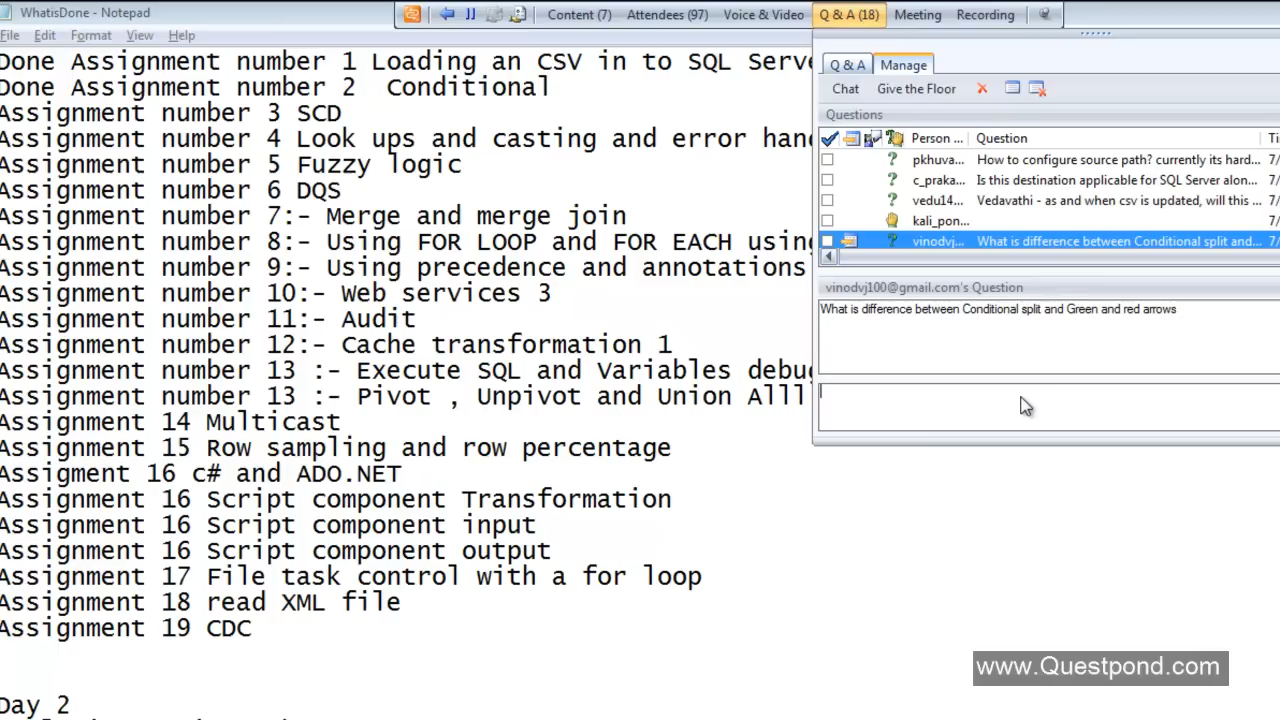 WhatisDone - Notepad
Content (7) Attendees (97) Voice & Video Q & A (18) Meeting Recording
File Edit Format View Help
Done Assignment number 1 Loading an CSV in to SQL Serve
Done Assignment number 2 Conditional
Assignment number 3 SCD
Assignment number 4 Look ups and casting and error han
Assignment number 5 Fuzzy logic
Assignment number 6 DQS
Assignment number 7:- Merge and merge join
Assignment number 8:- Using FOR LOOP and FOR EACH using
Assignment number 9:- Using precedence and annotations
Assignment number 10:- Web services 3
Assignment number 11:- Audit
Assignment number 12:- Cache transformation 1
Assignment number 13 :- Execute SQL and Variables debug
Assignment number 13 :- Pivot , Unpivot and Union Alll
Assignment 14 Multicast
Assignment 15 Row sampling and row percentage
Assigment 16 c# and ADO.NET
Assignment 16 Script component Transformation
Assignment 16 Script component input
Assignment 16 Script component output
Assignment 17 File task control with a for loop
Assignment 18 read XML file
Assignment 19 CDC
Day 2
Q & A Manage
Chat Give the Floor
Questions
Person ... Question Ti
pkhuva... How to configure source path? currently its hard... 7/
c_praka... Is this destination applicable for SQL Server alon... 7/
vedu14... Vedavathi - as and when csv is updated, will this ... 7/
kali_pon... 7/
vinodvj... What is difference between Conditional split and... 7/
vinodvj100@gmail.com's Question
What is difference between Conditional split and Green and red arrows
www.Questpond.com